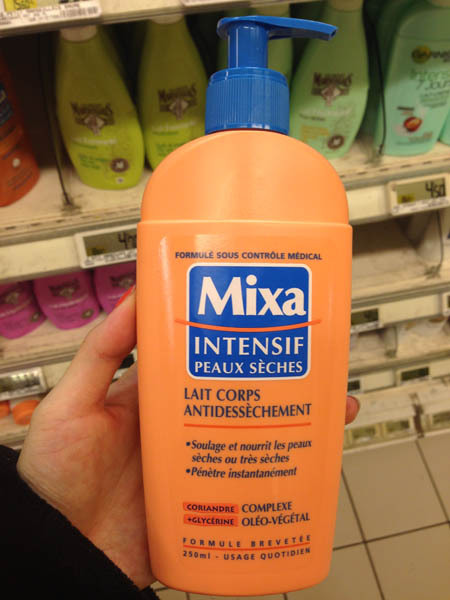 FORMULÉ SOUS CONTRÔLE MÉDICAL
Mixa
INTENSIF
PEAUX SÈCHES
LAIT CORPS
ANTIDESSÈCHEMENT
•Soulage et nourrit les peaux
sèches ou très sèches
•Pénètre instantanément
CORIANDRE COMPLEXE
+GLYCÉRINE OLÉO-VÉGÉTAL
FORMULE BREVETÉE
250ml - USAGE QUOTIDIEN